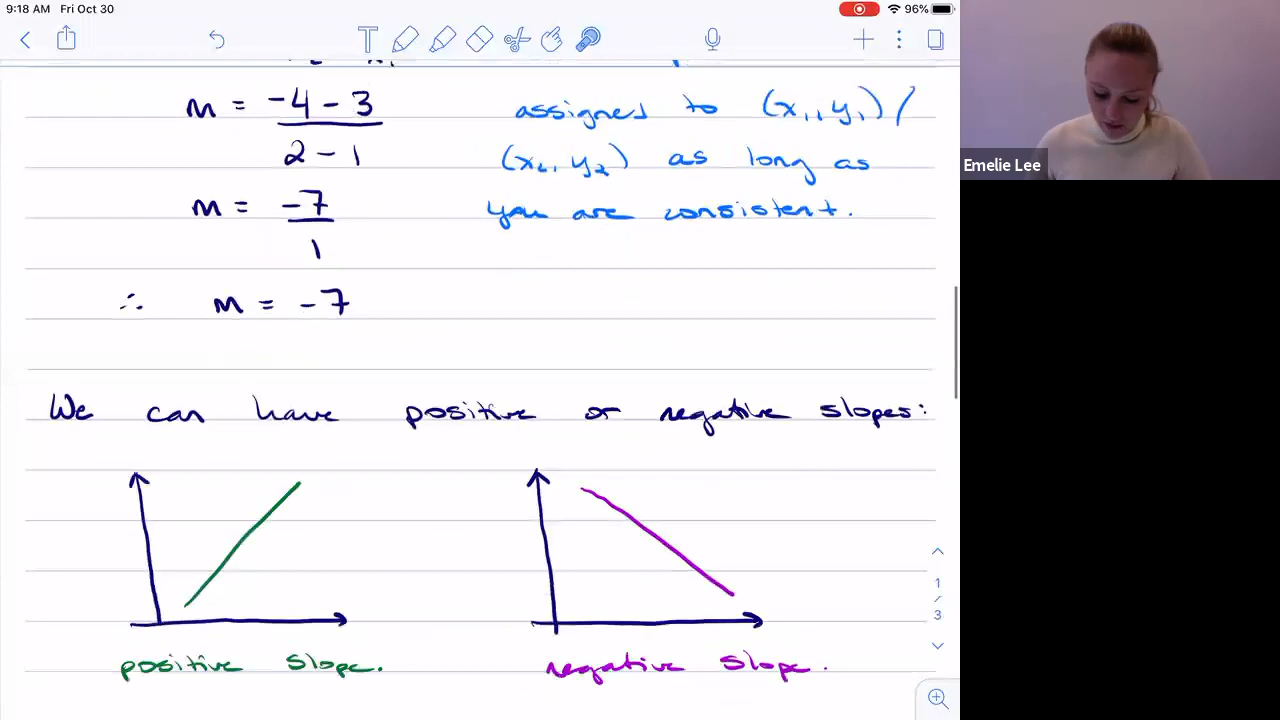 9:18 AM Fri Oct 30
96%
m = -4 - 3
2 - 1
assigned to (x1, y1) /
(x2, y2) as long as
you are consistent.
m = -7
1
∴ m = -7
We can have positive or negative slopes:
positive slope.
negative slope.
1
/
3
Emelie Lee